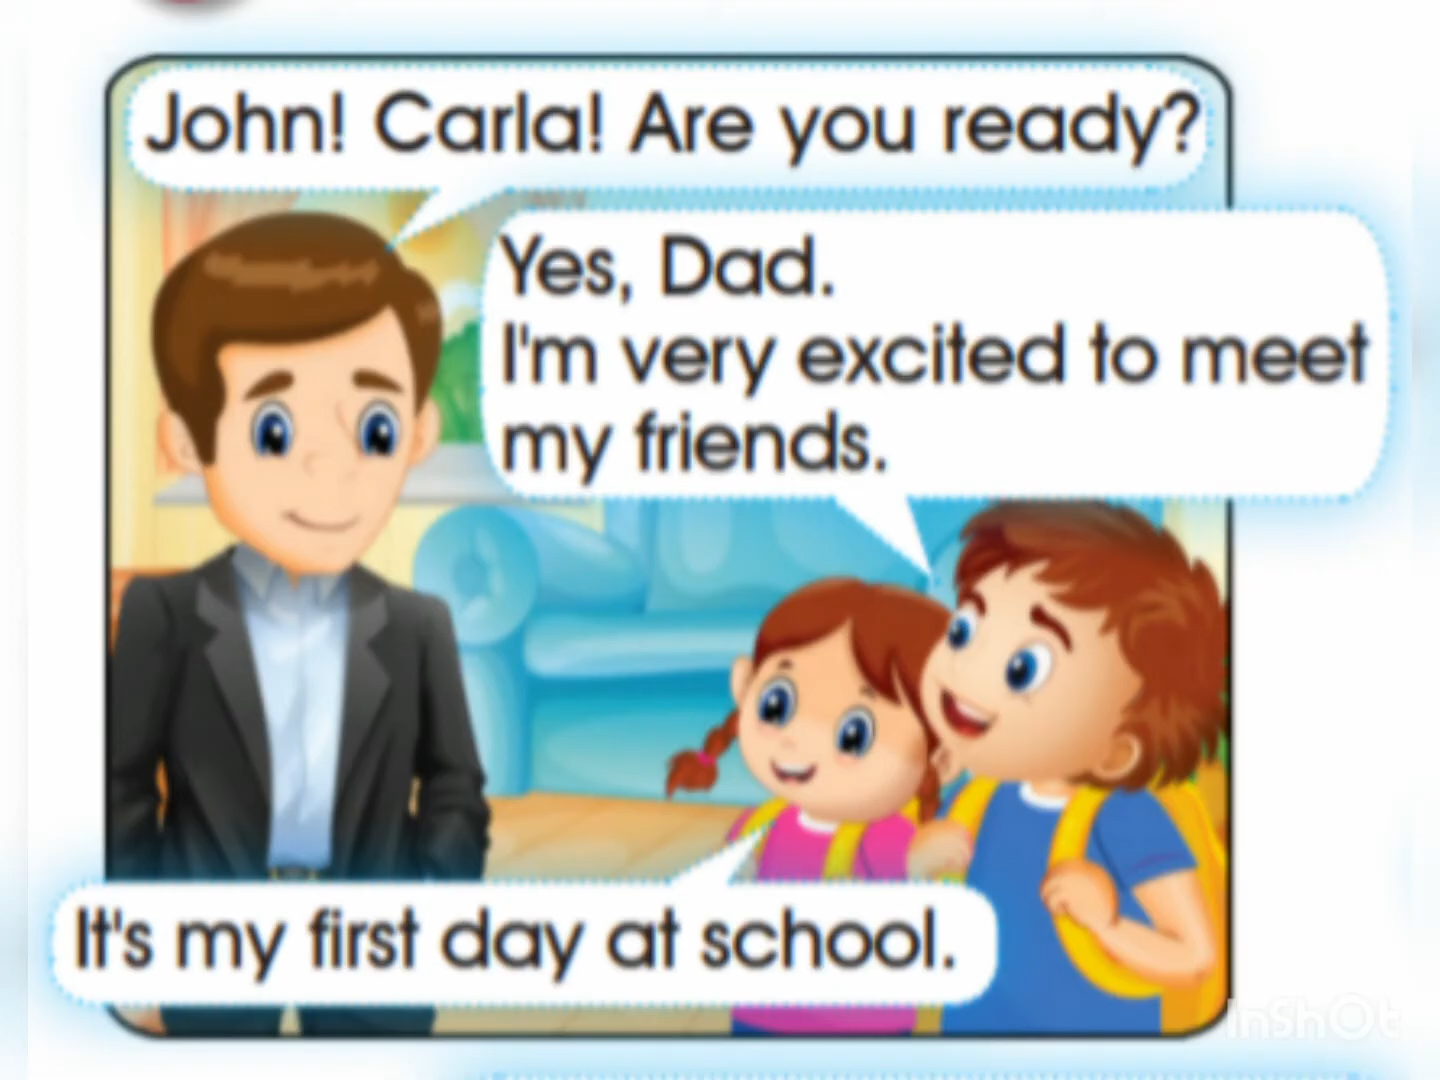 John! Carla! Are you ready?
Yes, Dad.
I'm very excited to meet
my friends.
It's my first day at school.
InShOt